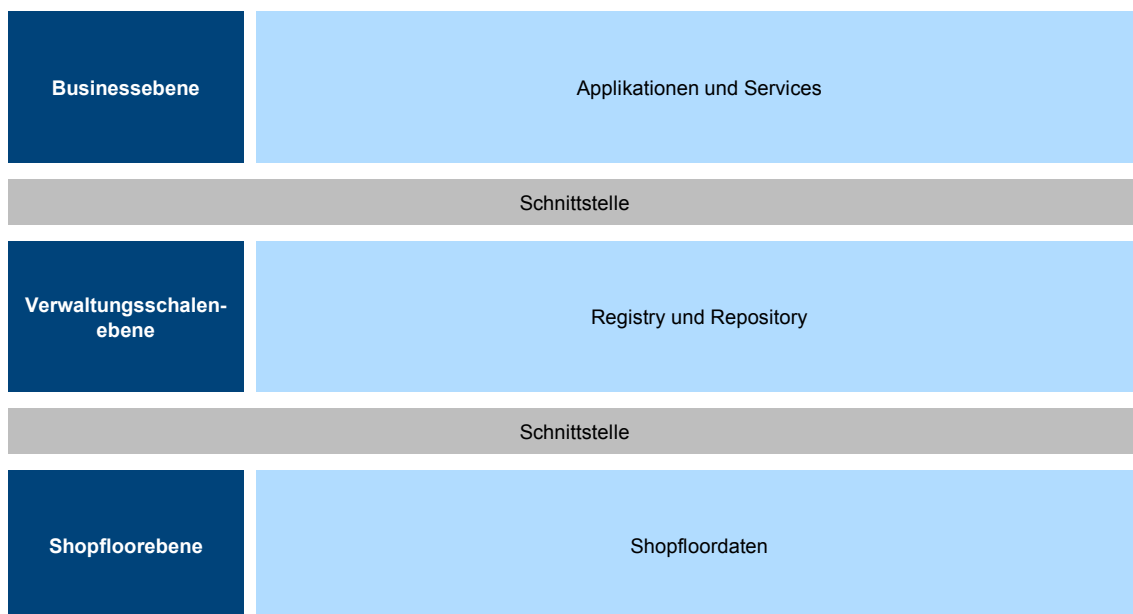 Businessebene
Applikationen und Services
Schnittstelle
Verwaltungsschalen-
ebene
Registry und Repository
Schnittstelle
Shopfloorebene
Shopfloordaten